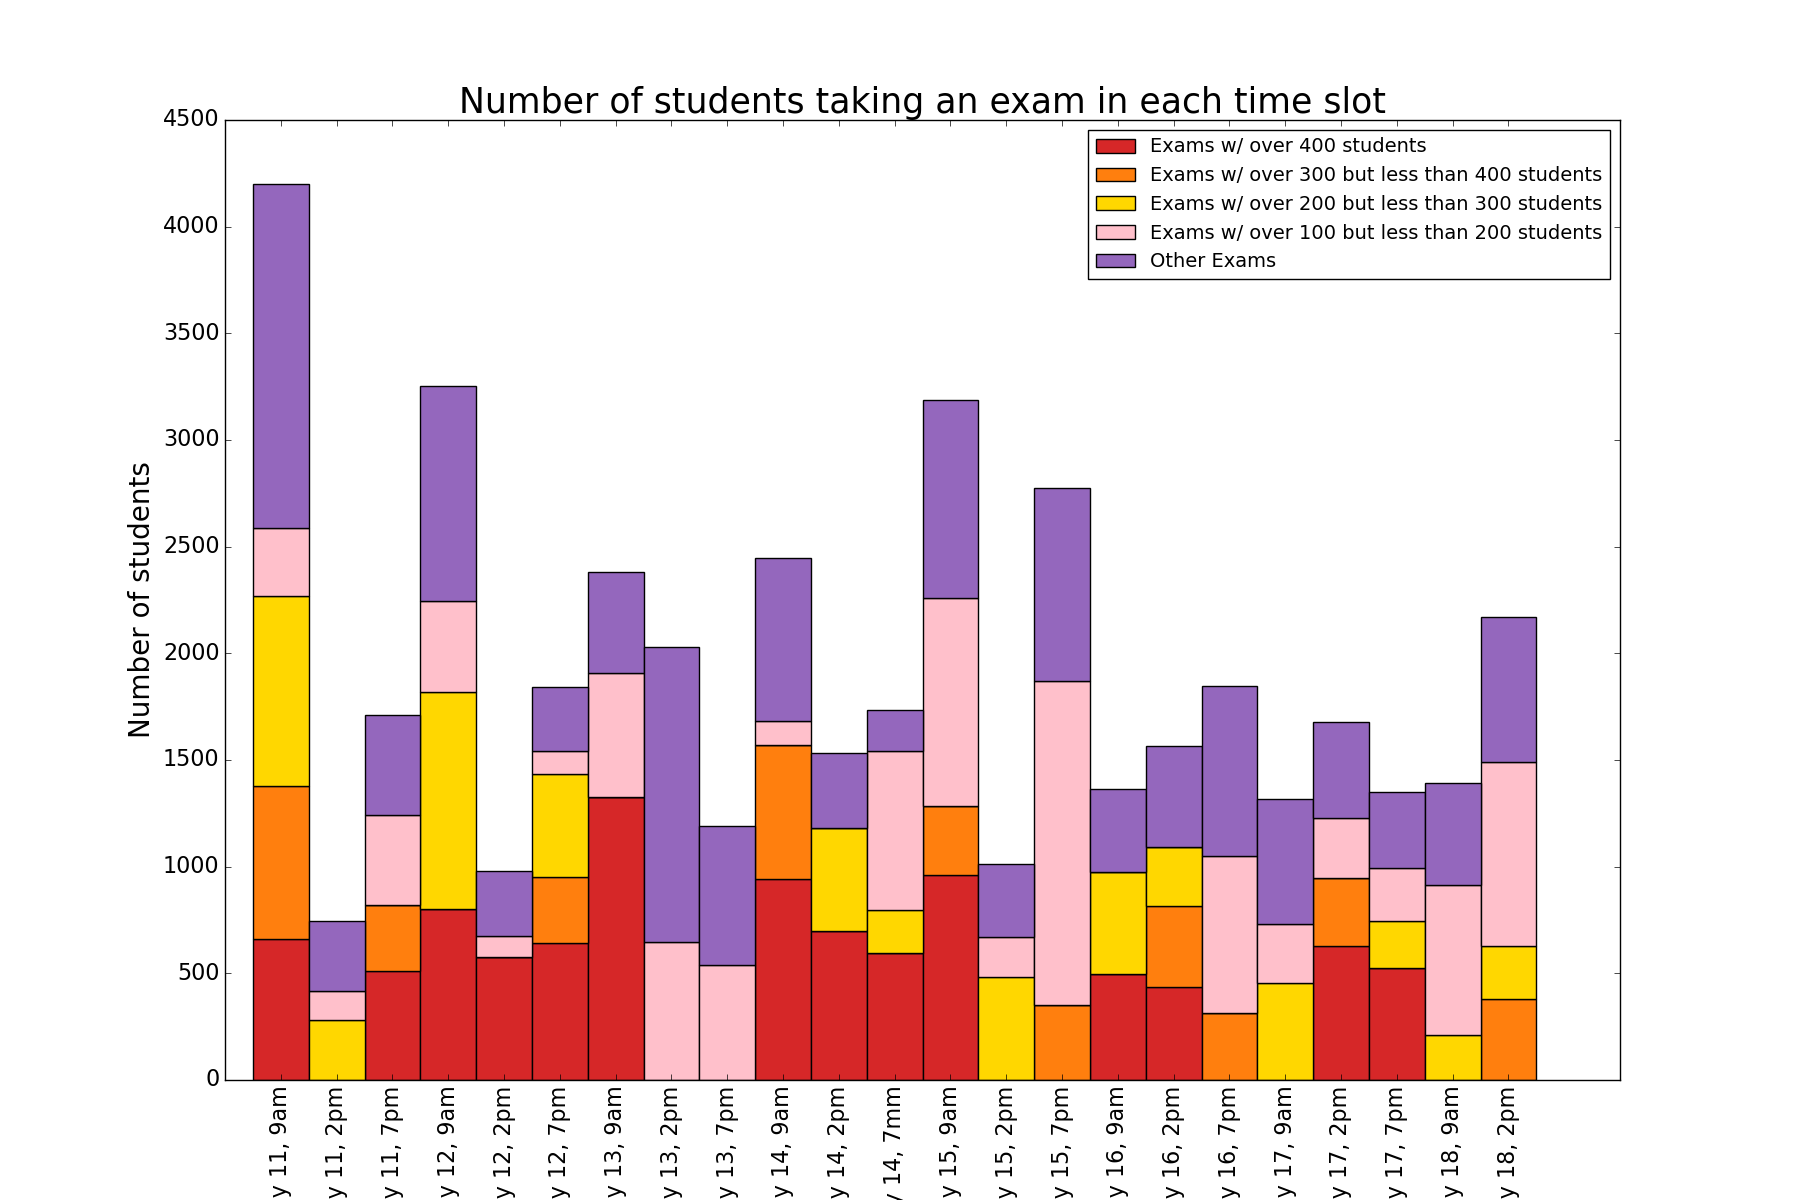 Number of students taking an exam in each time slot
Number of students
4500
4000
3500
3000
2500
2000
1500
1000
500
0
Exams w/ over 400 students
Exams w/ over 300 but less than 400 students
Exams w/ over 200 but less than 300 students
Exams w/ over 100 but less than 200 students
Other Exams
y 11, 9am
y 11, 2pm
y 11, 7pm
y 12, 9am
y 12, 2pm
y 12, 7pm
y 13, 9am
y 13, 2pm
y 13, 7pm
y 14, 9am
y 14, 2pm
y 14, 7mm
y 15, 9am
y 15, 2pm
y 15, 7pm
y 16, 9am
y 16, 2pm
y 16, 7pm
y 17, 9am
y 17, 2pm
y 17, 7pm
y 18, 9am
y 18, 2pm